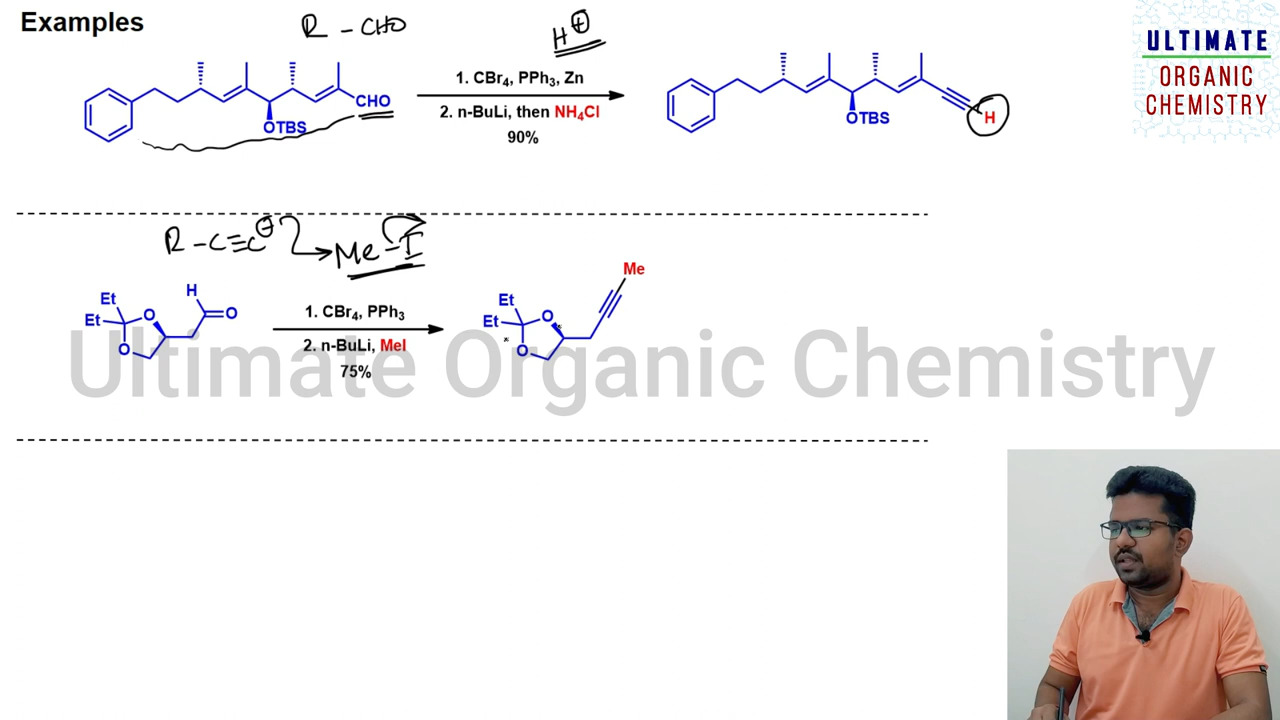 Examples
R - CHO
H⊕
ULTIMATE
ORGANIC
CHEMISTRY
CHO
OTBS
1. CBr4, PPh3, Zn
2. n-BuLi, then NH4Cl
90%
OTBS
H
R - C≡C⊖
Me - I
Et
Et
O
O
H
O
1. CBr4, PPh3
2. n-BuLi, MeI
75%
Et
Et
O
O
Me
Ultimate Organic Chemistry